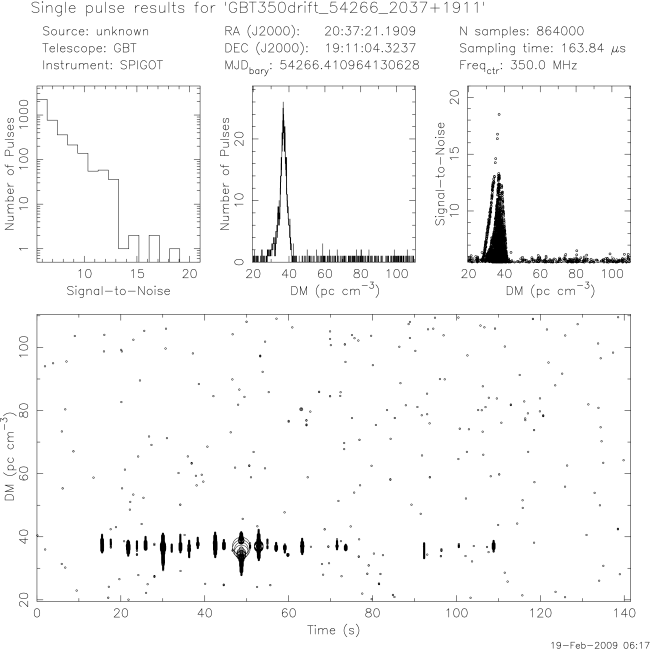 Single pulse results for 'GBT350drift_54266_2037+1911'
Source: unknown RA (J2000): 20:37:21.1909 N samples: 864000
Telescope: GBT DEC (J2000): 19:11:04.3237 Sampling time: 163.84 μs
Instrument: SPIGOT MJD_bary: 54266.410964130628 Freq_ctr: 350.0 MHz
Number of Pulses
1 10 100 1000
10 15 20
Signal-to-Noise
Number of Pulses
0 10 20
20 40 60 80 100
DM (pc cm⁻³)
Signal-to-Noise
10 15 20
20 40 60 80 100
DM (pc cm⁻³)
DM (pc cm⁻³)
20 40 60 80 100
0 20 40 60 80 100 120 140
Time (s)
19-Feb-2009 06:17